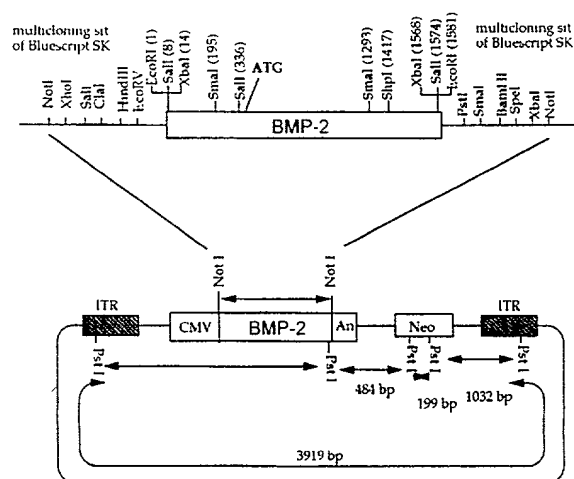 multicloning sit
of Bluescript SK
multicloning sit
of Bluescript SK
NotI
XhoI
SalI
ClaI
HindIII
EcoRV
EcoRI (1)
SalI (8)
XbaI (14)
SmaI (195)
SalI (336)
ATG
SmaI (1293)
ShpI (1417)
XbaI (1568)
SalI (1574)
EcoRI (1581)
PstI
SmaI
BamHI
SpeI
XbaI
NotI
BMP-2
Not I
Not I
ITR
CMV
BMP-2
An
Neo
ITR
Pst I
Pst I
Pst I
Pst I
Pst I
484 bp
199 bp
1032 bp
3919 bp